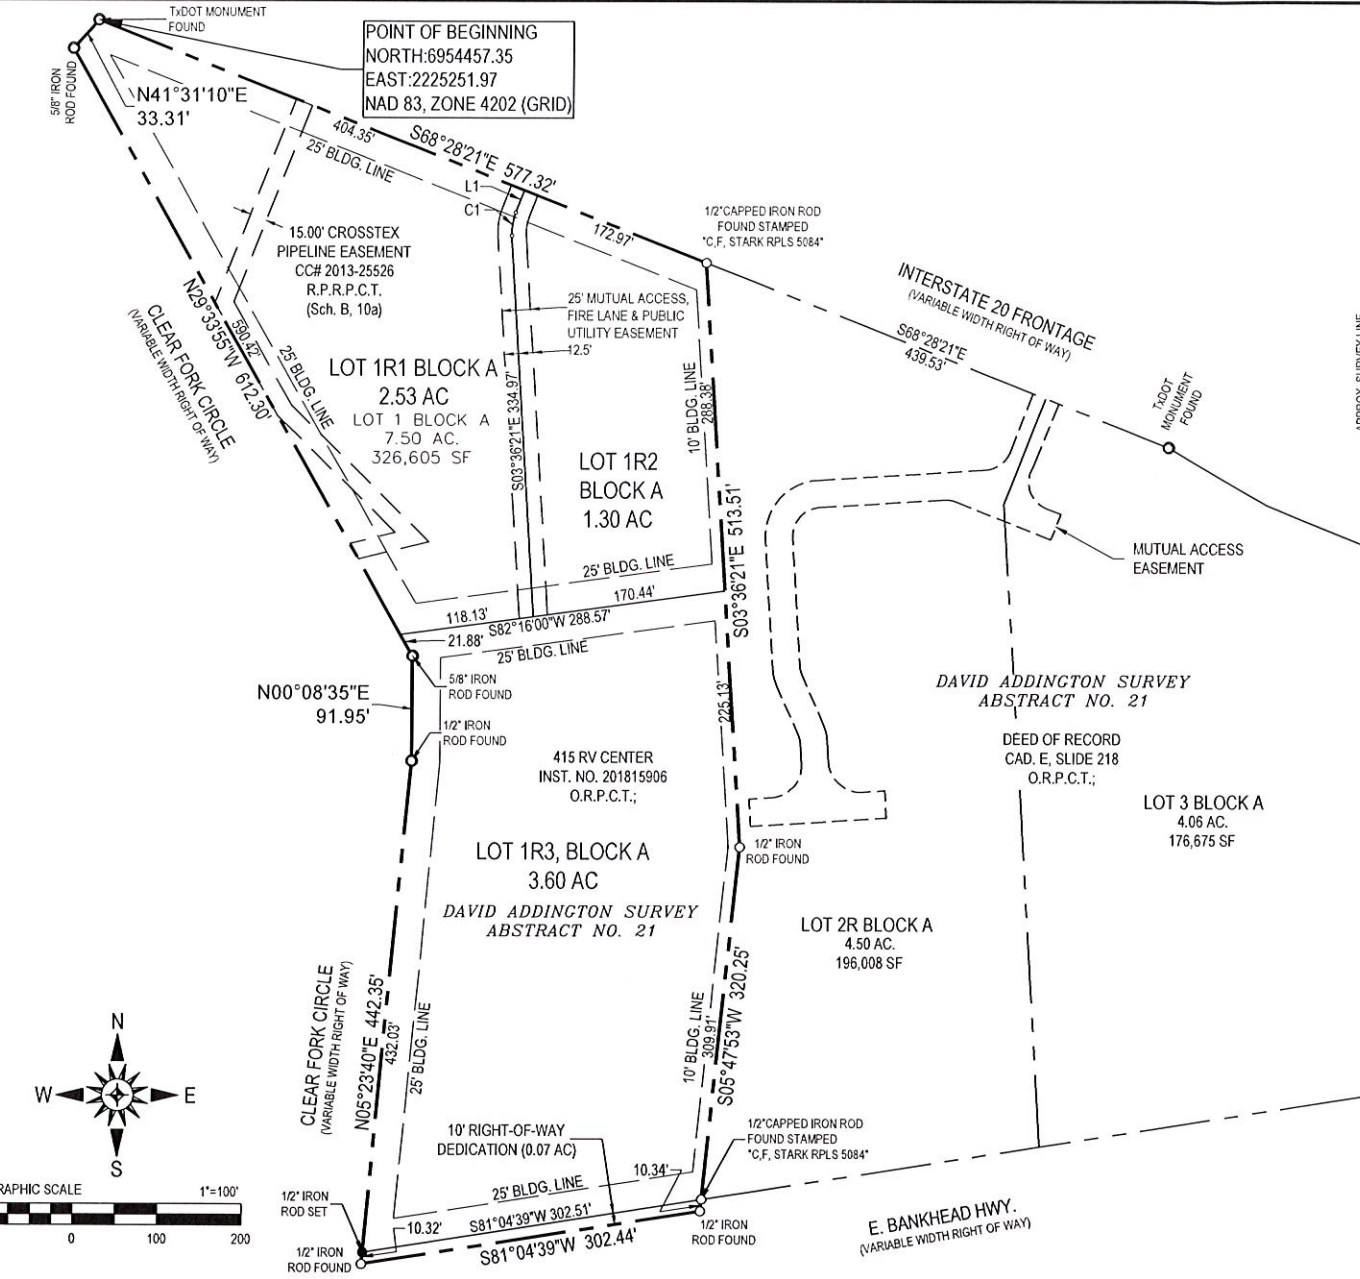 TxDOT MONUMENT
FOUND
POINT OF BEGINNING
NORTH:6954457.35
EAST:2225251.97
NAD 83, ZONE 4202 (GRID)
5/8" IRON
ROD FOUND
N41°31'10"E
33.31'
404.35'
S68°28'21"E 577.32'
25' BLDG. LINE
L1
C1
172.97'
1/2"CAPPED IRON ROD
FOUND STAMPED
"C,F, STARK RPLS 5084"
15.00' CROSSTEX
PIPELINE EASEMENT
CC# 2013-25526
R.P.R.P.C.T.
(Sch. B, 10a)
25' MUTUAL ACCESS,
FIRE LANE & PUBLIC
UTILITY EASEMENT
12.5'
INTERSTATE 20 FRONTAGE
(VARIABLE WIDTH RIGHT OF WAY)
S68°28'21"E
439.53'
TxDOT
MONUMENT
FOUND
APPROX. SURVEY LINE
CLEAR FORK CIRCLE
(VARIABLE WIDTH RIGHT OF WAY)
N29°33'55"W 612.30'
590.42'
25' BLDG. LINE
LOT 1R1 BLOCK A
2.53 AC
LOT 1 BLOCK A
7.50 AC.
326,605 SF
S03°36'21"E 334.97'
LOT 1R2
BLOCK A
1.30 AC
10' BLDG. LINE
288.38'
S03°36'21"E 513.51'
MUTUAL ACCESS
EASEMENT
25' BLDG. LINE
118.13'
170.44'
S82°16'00"W 288.57'
21.88'
25' BLDG. LINE
5/8" IRON
ROD FOUND
N00°08'35"E
91.95'
1/2" IRON
ROD FOUND
225.13'
415 RV CENTER
INST. NO. 201815906
O.R.P.C.T.;
DAVID ADDINGTON SURVEY
ABSTRACT NO. 21
DEED OF RECORD
CAD. E, SLIDE 218
O.R.P.C.T.;
LOT 3 BLOCK A
4.06 AC.
176,675 SF
1/2" IRON
ROD FOUND
LOT 1R3, BLOCK A
3.60 AC
DAVID ADDINGTON SURVEY
ABSTRACT NO. 21
LOT 2R BLOCK A
4.50 AC.
196,008 SF
CLEAR FORK CIRCLE
(VARIABLE WIDTH RIGHT OF WAY)
N05°23'40"E 442.35'
432.03'
25' BLDG. LINE
10' BLDG. LINE
309.91'
S05°47'53"W 320.25'
N
W
E
S
10' RIGHT-OF-WAY
DEDICATION (0.07 AC)
1/2"CAPPED IRON ROD
FOUND STAMPED
"C,F, STARK RPLS 5084"
10.34'
25' BLDG. LINE
RAPHIC SCALE
1"=100'
0
100
200
1/2" IRON
ROD SET
10.32'
S81°04'39"W 302.51'
S81°04'39"W 302.44'
1/2" IRON
ROD FOUND
1/2" IRON
ROD FOUND
E. BANKHEAD HWY.
(VARIABLE WIDTH RIGHT OF WAY)